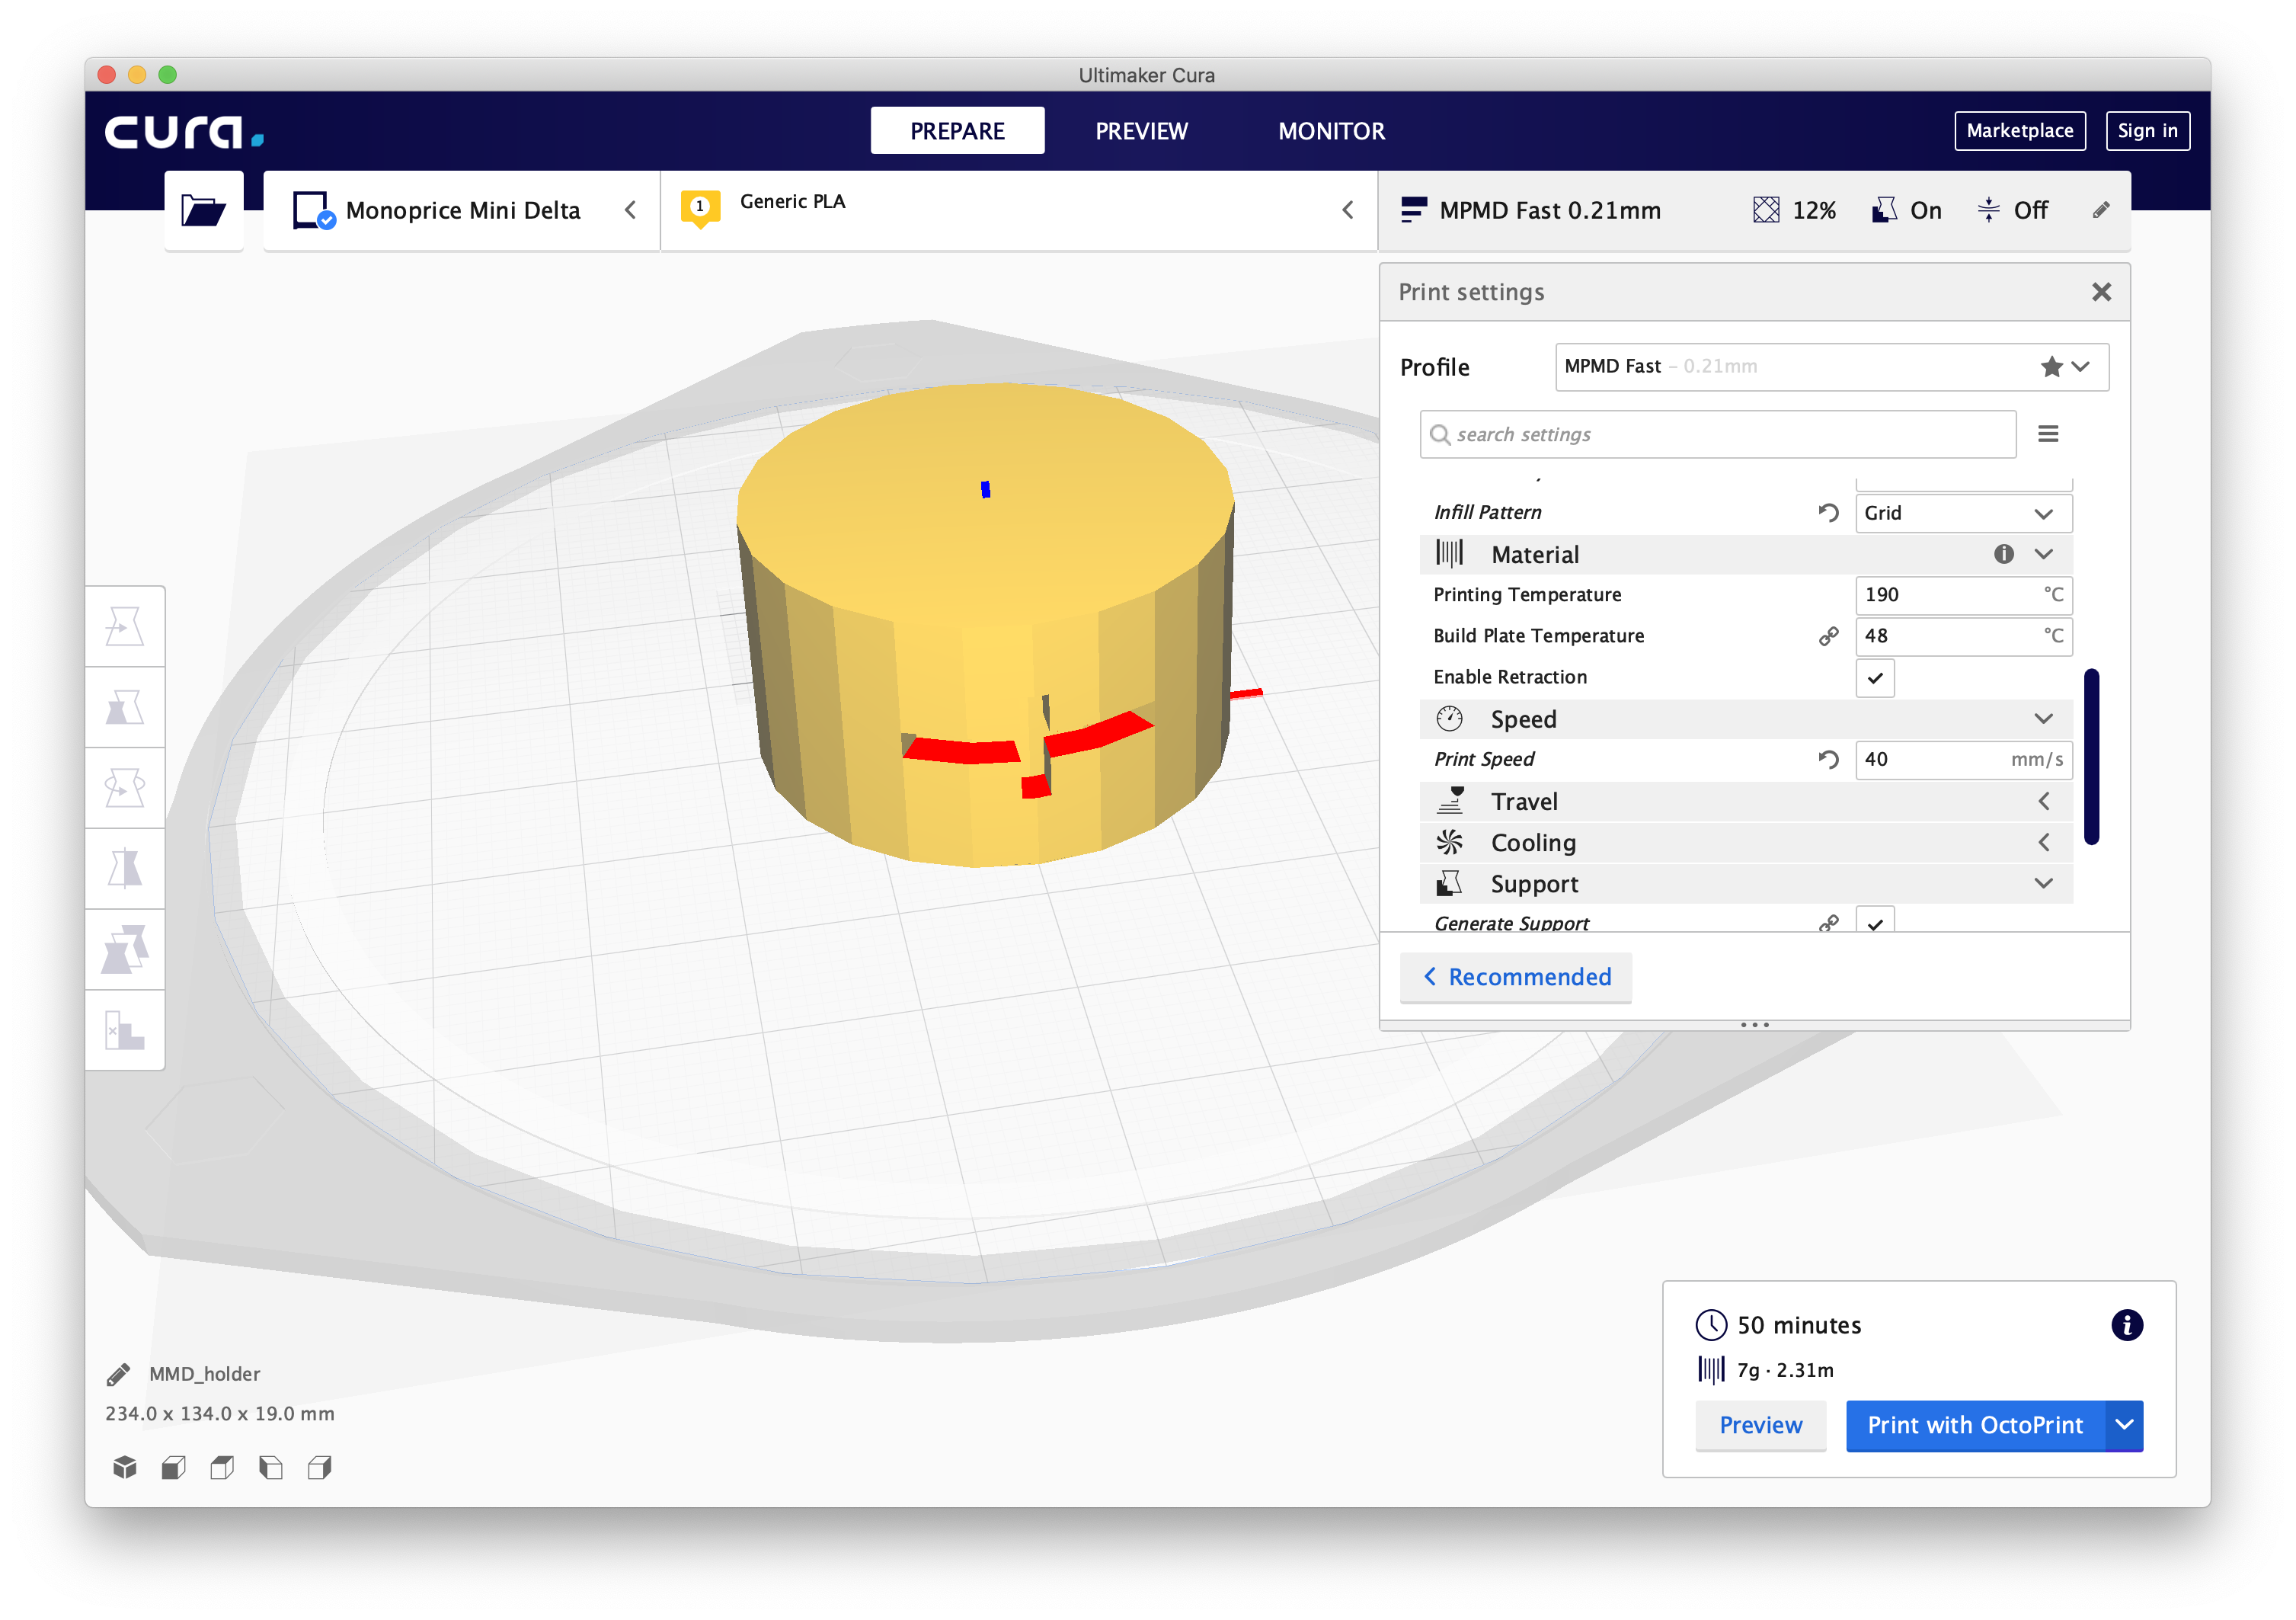 Ultimaker Cura
cura.
PREPARE
PREVIEW
MONITOR
Marketplace
Sign in
Monoprice Mini Delta
1
Generic PLA
MPMD Fast 0.21mm
12%
On
Off
Print settings
Profile
MPMD Fast – 0.21mm
search settings
Infill Pattern
Grid
Material
Printing Temperature
190 °C
Build Plate Temperature
48 °C
Enable Retraction
Speed
Print Speed
40 mm/s
Travel
Cooling
Support
Generate Support
Recommended
50 minutes
7g · 2.31m
Preview
Print with OctoPrint
MMD_holder
234.0 x 134.0 x 19.0 mm